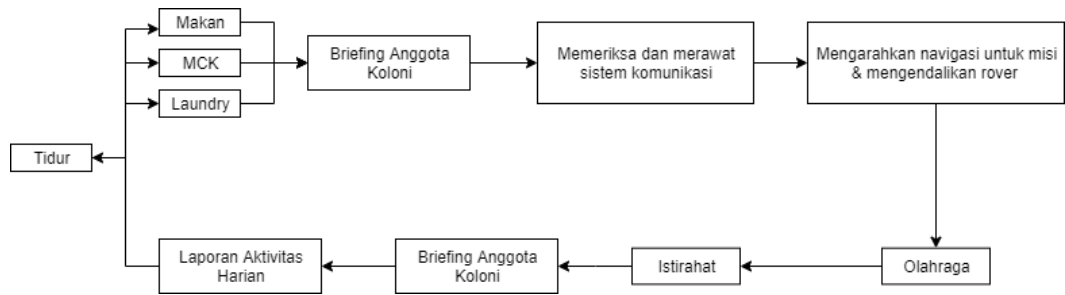 Makan
MCK
Laundry
Briefing Anggota
Koloni
Memeriksa dan merawat
sistem komunikasi
Mengarahkan navigasi untuk misi
& mengendalikan rover
Tidur
Laporan Aktivitas
Harian
Briefing Anggota
Koloni
Istirahat
Olahraga